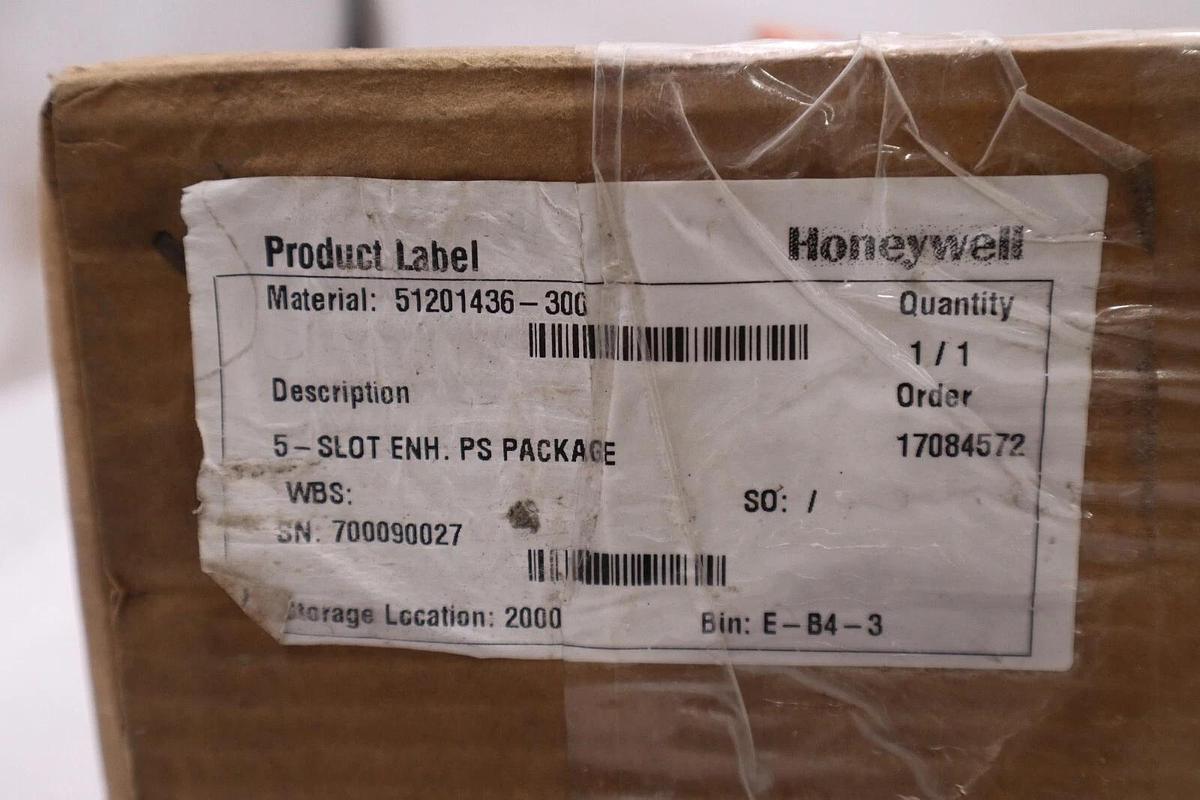 Product Label Honeywell
Material: 51201436-300 Quantity
1 / 1
Description Order
5-SLOT ENH. PS PACKAGE 17084572
WBS: SO: /
SN: 700090027
Storage Location: 2000 Bin: E-B4-3